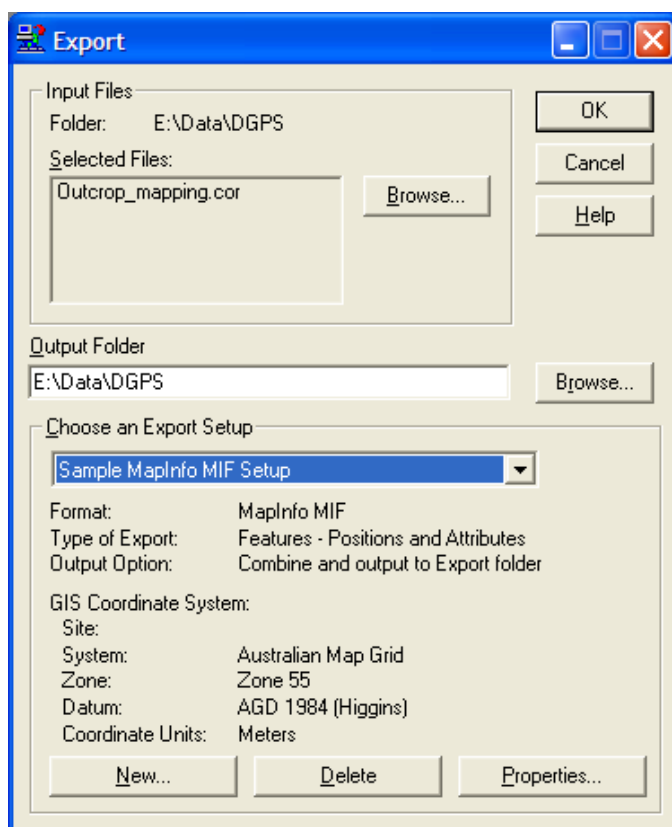 Export
Input Files
Folder: E:\Data\DGPS
Selected Files:
Outcrop_mapping.cor
Browse...
OK
Cancel
Help
Output Folder
E:\Data\DGPS
Browse...
Choose an Export Setup
Sample MapInfo MIF Setup
Format: MapInfo MIF
Type of Export: Features - Positions and Attributes
Output Option: Combine and output to Export folder
GIS Coordinate System:
Site:
System: Australian Map Grid
Zone: Zone 55
Datum: AGD 1984 (Higgins)
Coordinate Units: Meters
New...
Delete
Properties...